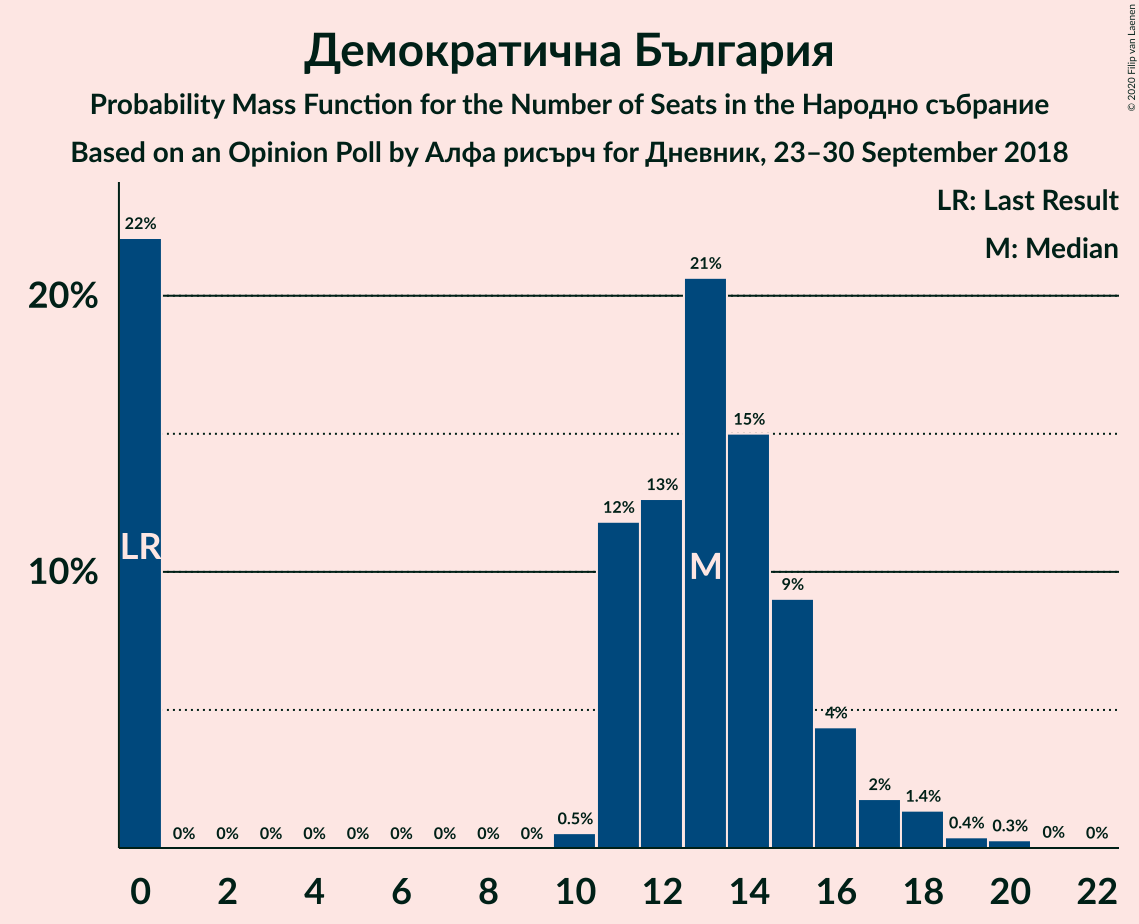 Демократична България
Probability Mass Function for the Number of Seats in the Народно събрание
Based on an Opinion Poll by Алфа рисърч for Дневник, 23–30 September 2018
© 2020 Filip van Laenen
LR: Last Result
M: Median
22%
21%
20%
15%
13%
12%
LR
M
10%
9%
4%
2%
1.4%
0% 0% 0% 0% 0% 0% 0% 0% 0% 0.5% 0.4% 0.3% 0% 0%
0 2 4 6 8 10 12 14 16 18 20 22